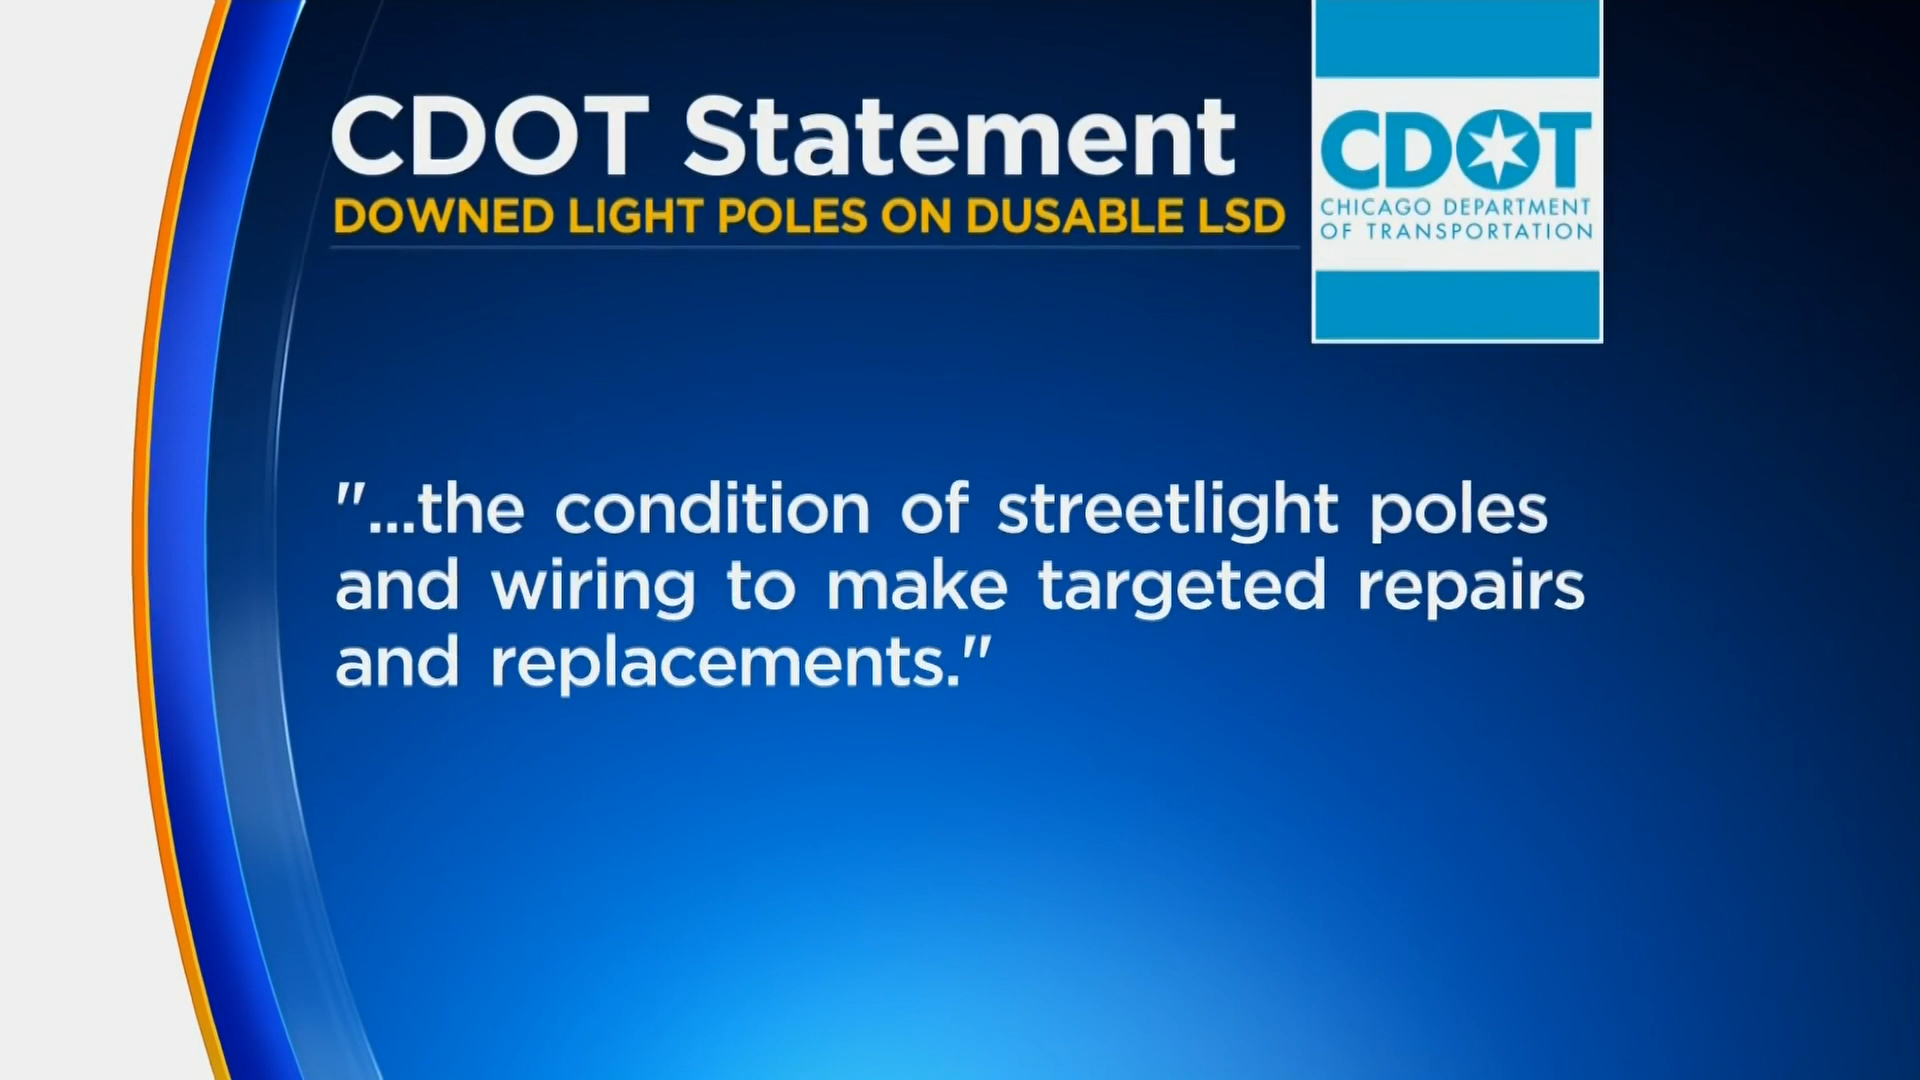 CDOT Statement
DOWNED LIGHT POLES ON DUSABLE LSD
CDOT
CHICAGO DEPARTMENT
OF TRANSPORTATION
"...the condition of streetlight poles
and wiring to make targeted repairs
and replacements."